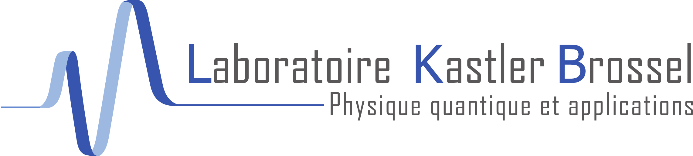 Laboratoire Kastler Brossel
Physique quantique et applications